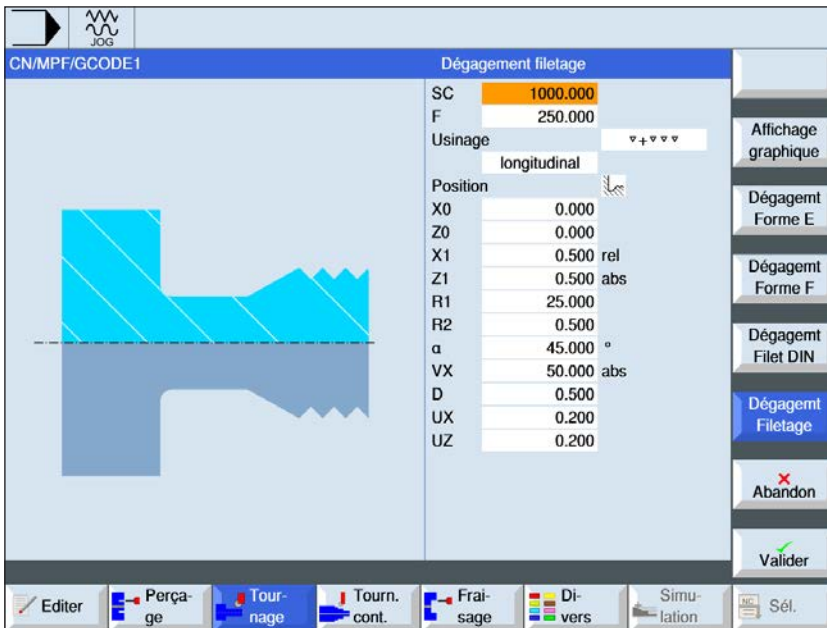 JOG
CN/MPF/GCODE1
Dégagement filetage
SC 1000.000
F 250.000
Usinage ▿+▿▿▿
longitudinal
Position
X0 0.000
Z0 0.000
X1 0.500 rel
Z1 0.500 abs
R1 25.000
R2 0.500
α 45.000 °
VX 50.000 abs
D 0.500
UX 0.200
UZ 0.200
Affichage
graphique
Dégagemt
Forme E
Dégagemt
Forme F
Dégagemt
Filet DIN
Dégagemt
Filetage
Abandon
Valider
Editer
Perça-
ge
Tour-
nage
Tourn.
cont.
Frai-
sage
Di-
vers
Simu-
lation
NC
Sél.